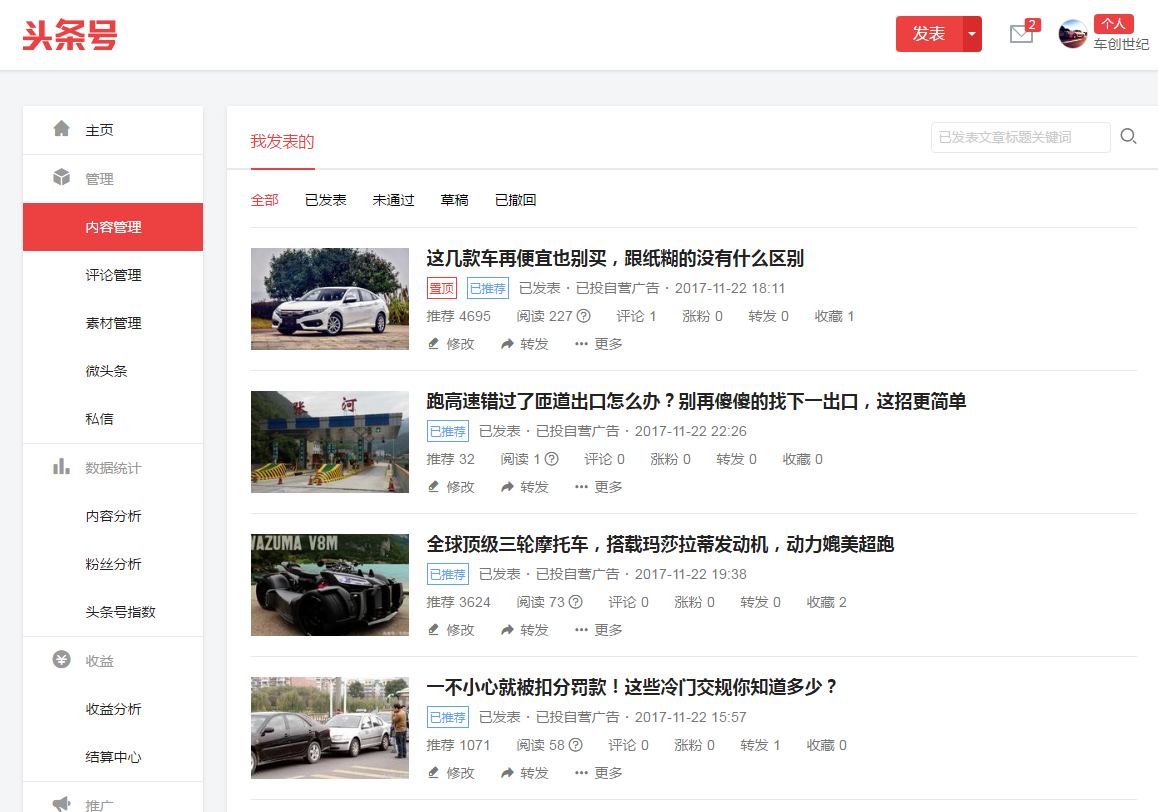 头条号
发表
2
个人
车创世纪
主页
管理
内容管理
评论管理
素材管理
微头条
私信
数据统计
内容分析
粉丝分析
头条号指数
收益
收益分析
结算中心
推广
我发表的
已发表文章标题关键词
全部 已发表 未通过 草稿 已撤回
这几款车再便宜也别买，跟纸糊的没有什么区别
置顶 已推荐 已发表 · 已投自营广告 · 2017-11-22 18:11
推荐 4695 阅读 227 ? 评论 1 涨粉 0 转发 0 收藏 1
修改 转发 ··· 更多
张 河
跑高速错过了匝道出口怎么办？别再傻傻的找下一出口，这招更简单
已推荐 已发表 · 已投自营广告 · 2017-11-22 22:26
推荐 32 阅读 1 ? 评论 0 涨粉 0 转发 0 收藏 0
修改 转发 ··· 更多
WAZUMA V8M
全球顶级三轮摩托车，搭载玛莎拉蒂发动机，动力媲美超跑
已推荐 已发表 · 已投自营广告 · 2017-11-22 19:38
推荐 3624 阅读 73 ? 评论 0 涨粉 0 转发 0 收藏 2
修改 转发 ··· 更多
一不小心就被扣分罚款！这些冷门交规你知道多少？
已推荐 已发表 · 已投自营广告 · 2017-11-22 15:57
推荐 1071 阅读 58 ? 评论 0 涨粉 0 转发 1 收藏 0
修改 转发 ··· 更多